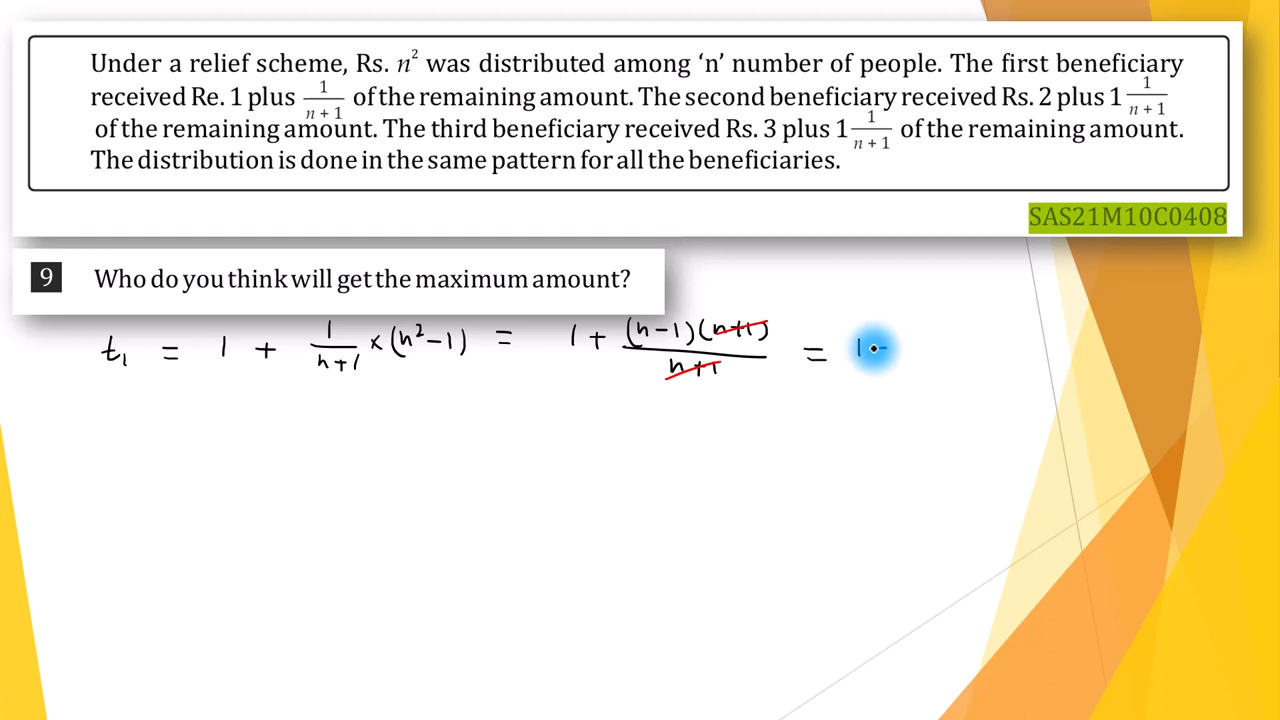 Under a relief scheme, Rs. n² was distributed among ‘n’ number of people. The first beneficiary
received Re. 1 plus 1/(n + 1) of the remaining amount. The second beneficiary received Rs. 2 plus 1 1/(n + 1)
of the remaining amount. The third beneficiary received Rs. 3 plus 1 1/(n + 1) of the remaining amount.
The distribution is done in the same pattern for all the beneficiaries.
SAS21M10C0408
9 Who do you think will get the maximum amount?
t₁ = 1 + 1/(n+1) × (n² − 1) = 1 + (n−1)(n+1)/(n+1) = 1 -